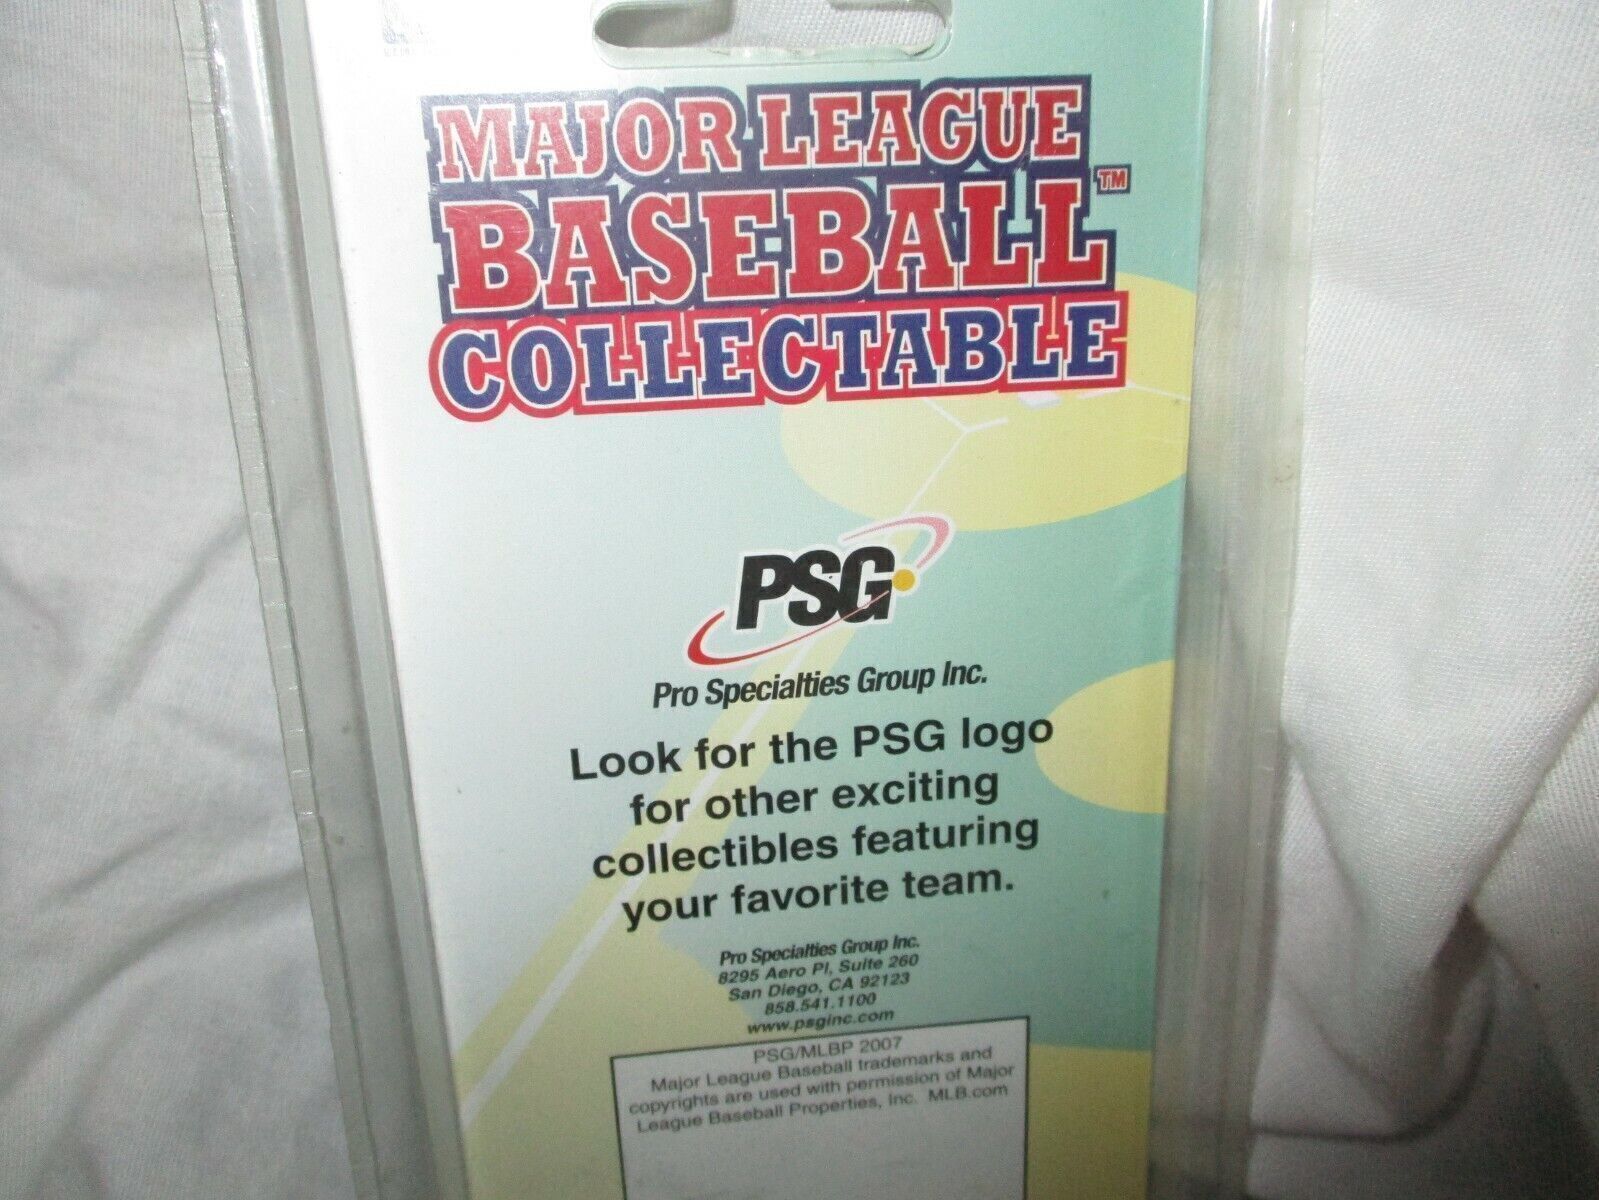 MAJOR LEAGUE
BASEBALL™
COLLECTABLE
PSG
Pro Specialties Group Inc.
Look for the PSG logo
for other exciting
collectibles featuring
your favorite team.
Pro Specialties Group Inc.
8295 Aero Pl, Suite 260
San Diego, CA 92123
858.541.1100
www.psginc.com
PSG/MLBP 2007
Major League Baseball trademarks and
copyrights are used with permission of Major
League Baseball Properties, Inc. MLB.com